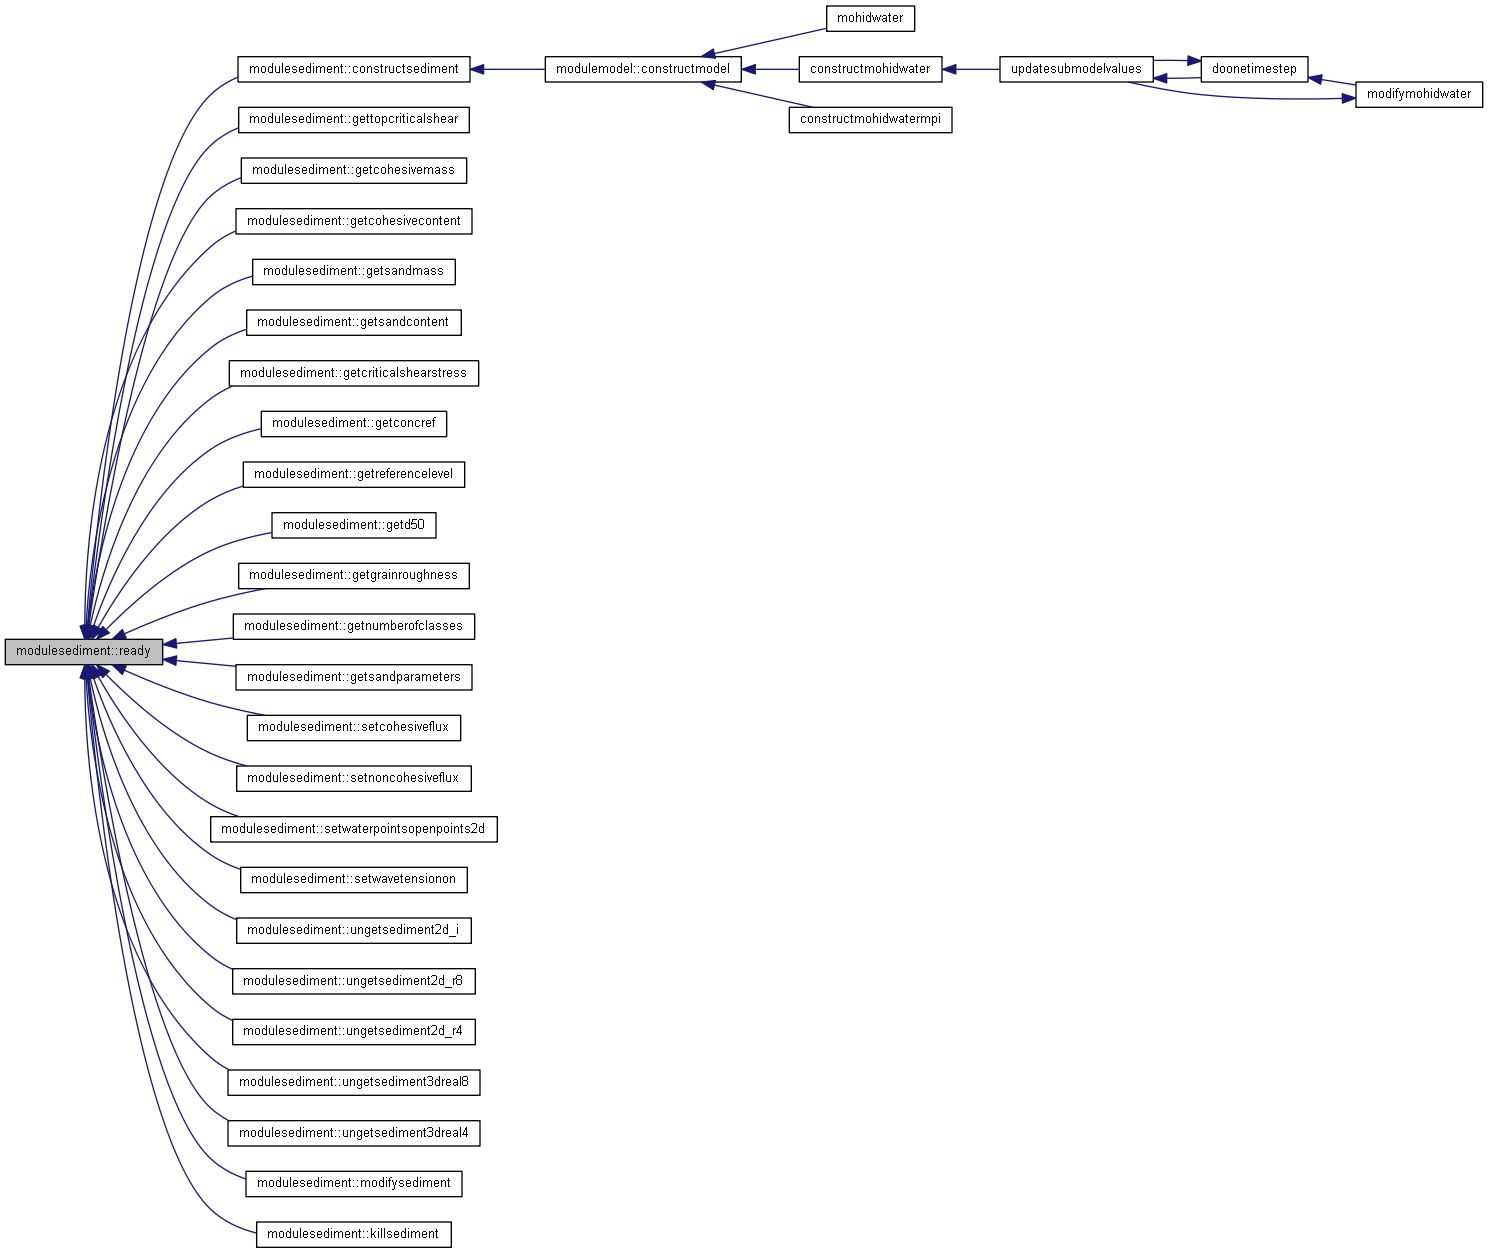 mohidwater
modulesediment::constructsediment
modulemodel::constructmodel
constructmohidwater
updatesubmodelvalues
doonetimestep
modifymohidwater
modulesediment::gettopcriticalshear
constructmohidwatermpi
modulesediment::getcohesivemass
modulesediment::getcohesivecontent
modulesediment::getsandmass
modulesediment::getsandcontent
modulesediment::getcriticalshearstress
modulesediment::getconcref
modulesediment::getreferencelevel
modulesediment::getd50
modulesediment::getgrainroughness
modulesediment::getnumberofclasses
modulesediment::ready
modulesediment::getsandparameters
modulesediment::setcohesiveflux
modulesediment::setnoncohesiveflux
modulesediment::setwaterpointsopenpoints2d
modulesediment::setwavetensionon
modulesediment::ungetsediment2d_i
modulesediment::ungetsediment2d_r8
modulesediment::ungetsediment2d_r4
modulesediment::ungetsediment3dreal8
modulesediment::ungetsediment3dreal4
modulesediment::modifysediment
modulesediment::killsediment